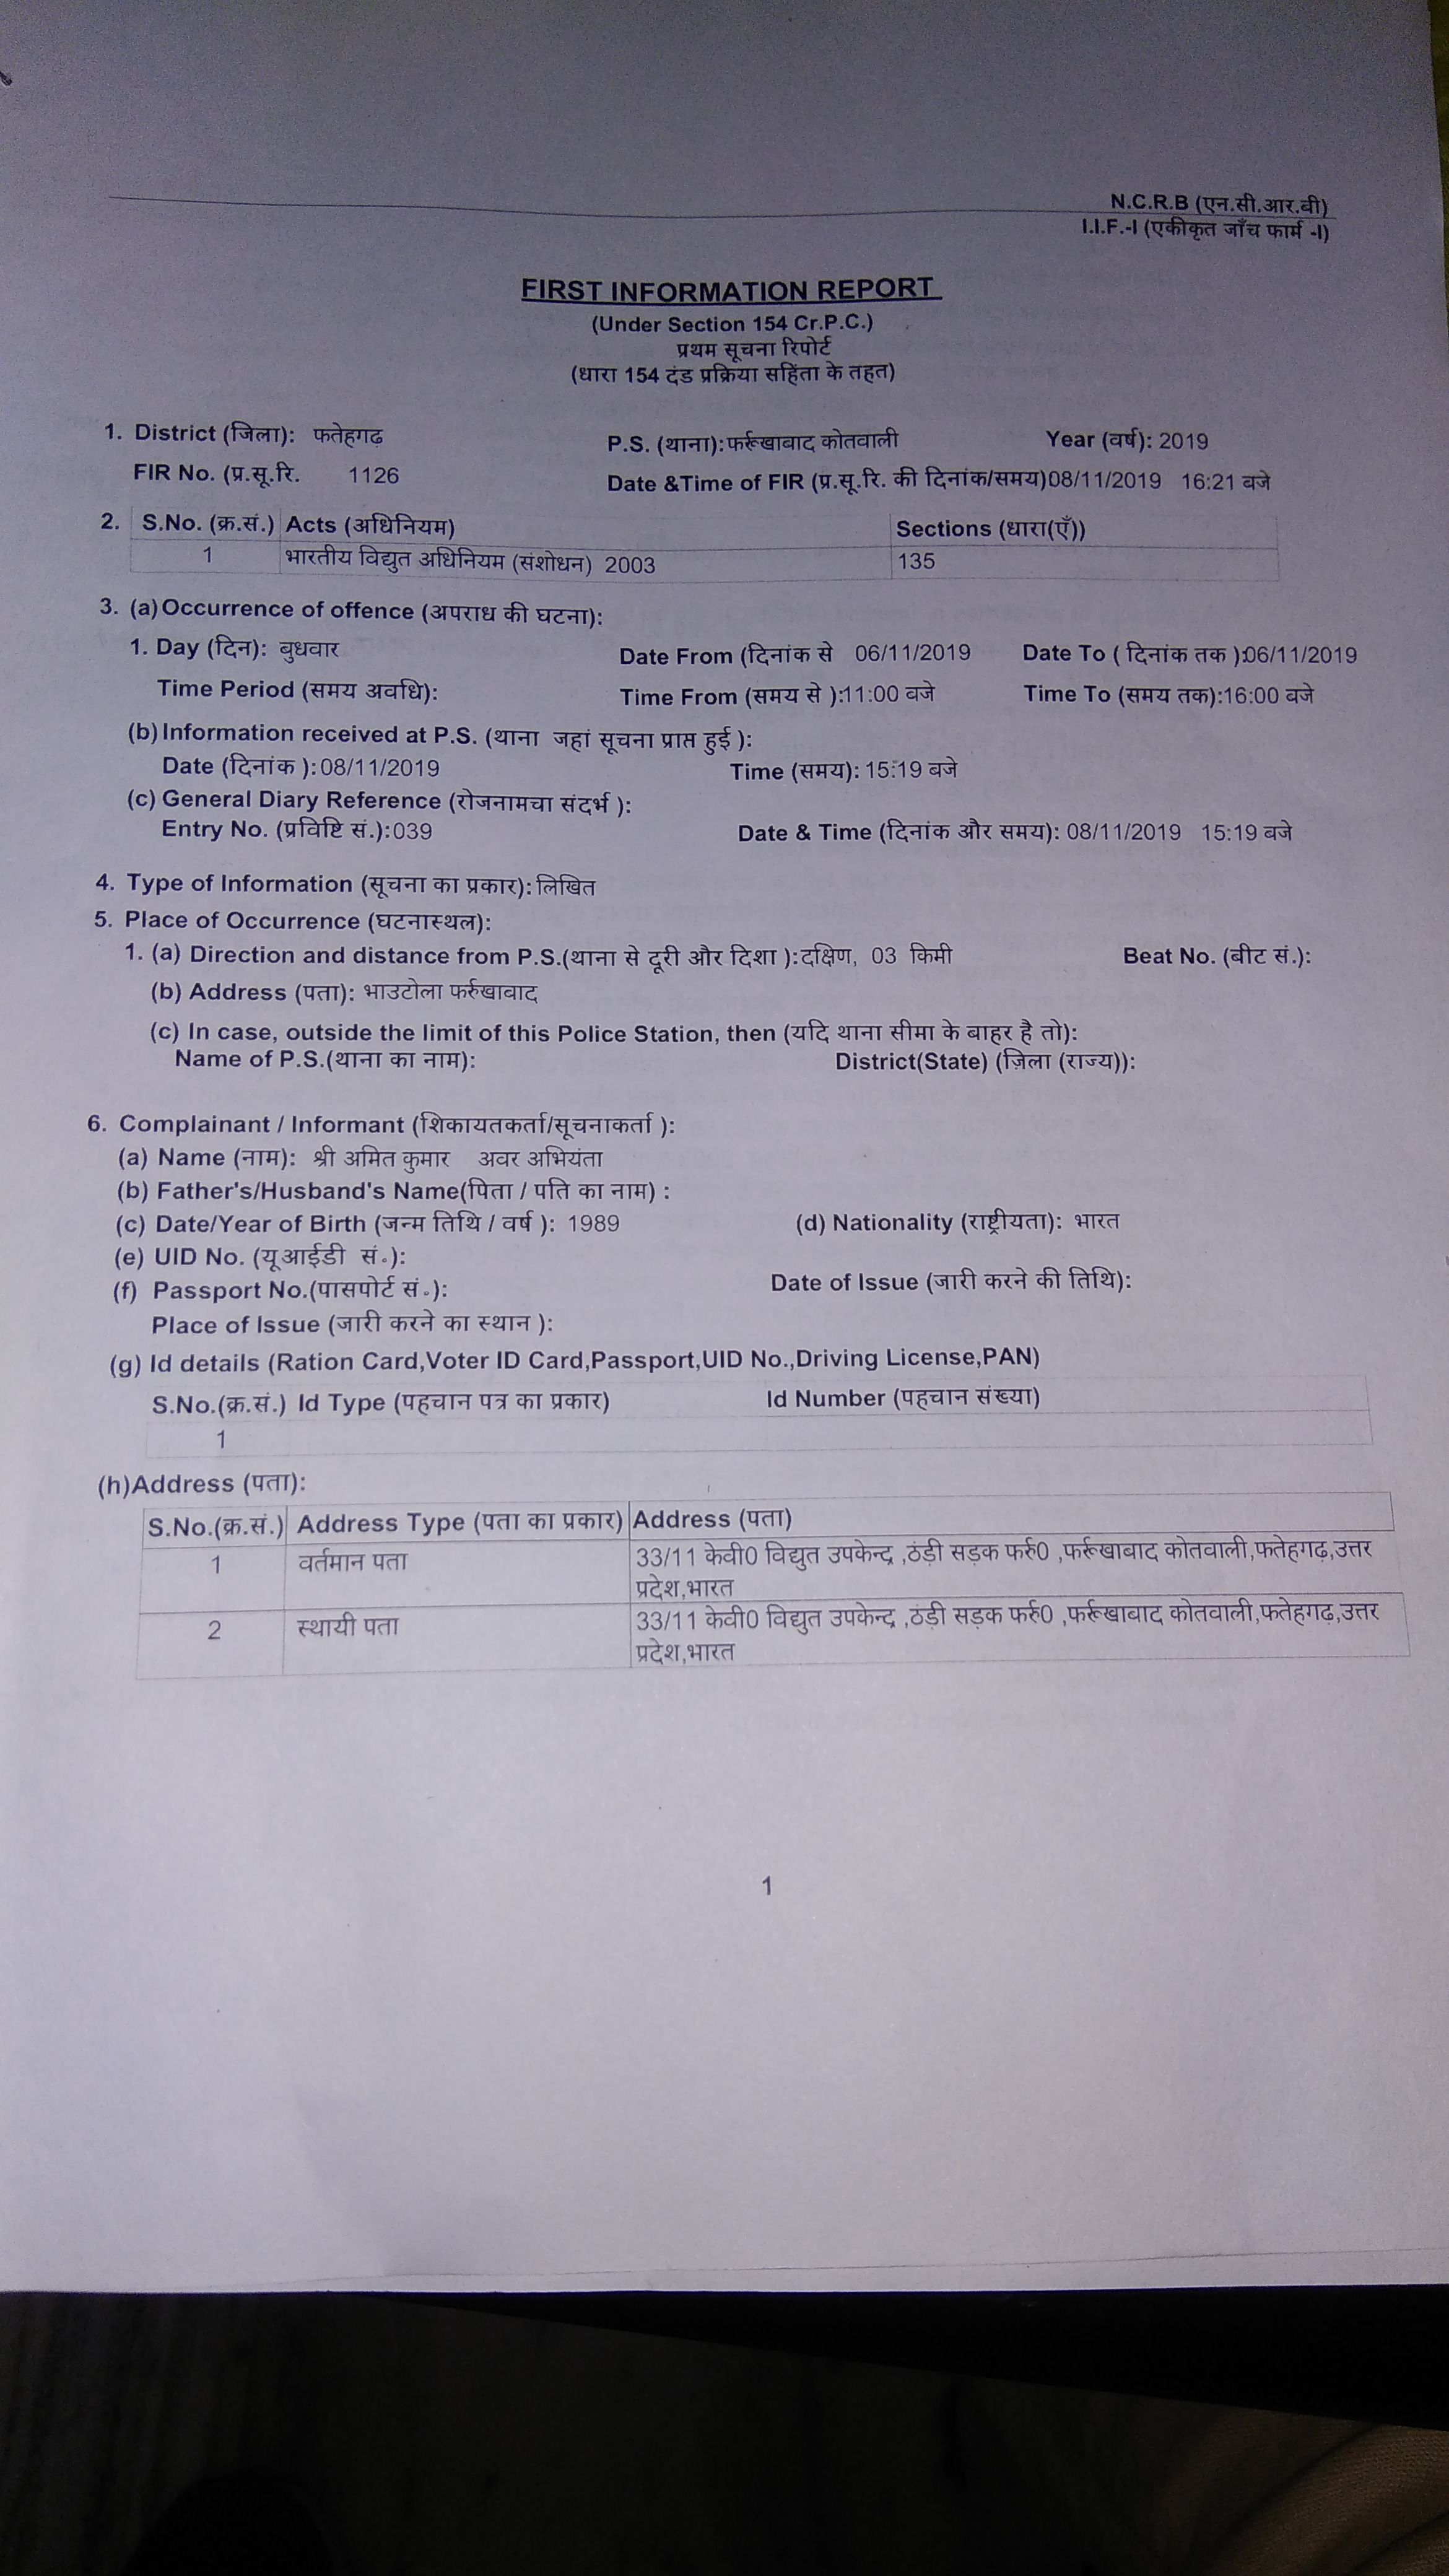 N.C.R.B (एन.सी.आर.बी)
I.I.F.-I (एकीकृत जाँच फार्म -I)
FIRST INFORMATION REPORT
(Under Section 154 Cr.P.C.)
प्रथम सूचना रिपोर्ट
(धारा 154 दंड प्रक्रिया सहिंता के तहत)
1. District (जिला): फतेहगढ़ P.S. (थाना): फर्रूखाबाद कोतवाली Year (वर्ष): 2019
FIR No. (प्र.सू.रि. 1126 Date &Time of FIR (प्र.सू.रि. की दिनांक/समय)08/11/2019 16:21 बजे
2. S.No. (क्र.सं.) Acts (अधिनियम) Sections (धारा(एँ))
1 भारतीय विद्युत अधिनियम (संशोधन) 2003 135
3. (a) Occurrence of offence (अपराध की घटना):
1. Day (दिन): बुधवार Date From (दिनांक से 06/11/2019 Date To ( दिनांक तक ):06/11/2019
Time Period (समय अवधि): Time From (समय से ):11:00 बजे Time To (समय तक):16:00 बजे
(b) Information received at P.S. (थाना जहां सूचना प्राप्त हुई ):
Date (दिनांक ):08/11/2019 Time (समय): 15:19 बजे
(c) General Diary Reference (रोजनामचा संदर्भ ):
Entry No. (प्रविष्टि सं.):039 Date & Time (दिनांक और समय): 08/11/2019 15:19 बजे
4. Type of Information (सूचना का प्रकार): लिखित
5. Place of Occurrence (घटनास्थल):
1. (a) Direction and distance from P.S.(थाना से दूरी और दिशा ):दक्षिण, 03 किमी Beat No. (बीट सं.):
(b) Address (पता): भाउटोला फर्रुखाबाद
(c) In case, outside the limit of this Police Station, then (यदि थाना सीमा के बाहर है तो):
Name of P.S.(थाना का नाम): District(State) (ज़िला (राज्य)):
6. Complainant / Informant (शिकायतकर्ता/सूचनाकर्ता ):
(a) Name (नाम): श्री अमित कुमार अवर अभियंता
(b) Father's/Husband's Name(पिता / पति का नाम) :
(c) Date/Year of Birth (जन्म तिथि / वर्ष ): 1989 (d) Nationality (राष्ट्रीयता): भारत
(e) UID No. (यूआईडी सं.):
(f) Passport No.(पासपोर्ट सं.): Date of Issue (जारी करने की तिथि):
Place of Issue (जारी करने का स्थान ):
(g) Id details (Ration Card,Voter ID Card,Passport,UID No.,Driving License,PAN)
S.No.(क्र.सं.) Id Type (पहचान पत्र का प्रकार) Id Number (पहचान संख्या)
1
(h)Address (पता):
S.No.(क्र.सं.) Address Type (पता का प्रकार) Address (पता)
1 वर्तमान पता 33/11 केवी0 विद्युत उपकेन्द्र ,ठंड़ी सड़क फर्रु0 ,फर्रूखाबाद कोतवाली,फतेहगढ़,उत्तर
प्रदेश,भारत
2 स्थायी पता 33/11 केवी0 विद्युत उपकेन्द्र ,ठंड़ी सड़क फर्रु0 ,फर्रूखाबाद कोतवाली,फतेहगढ़,उत्तर
प्रदेश,भारत
1